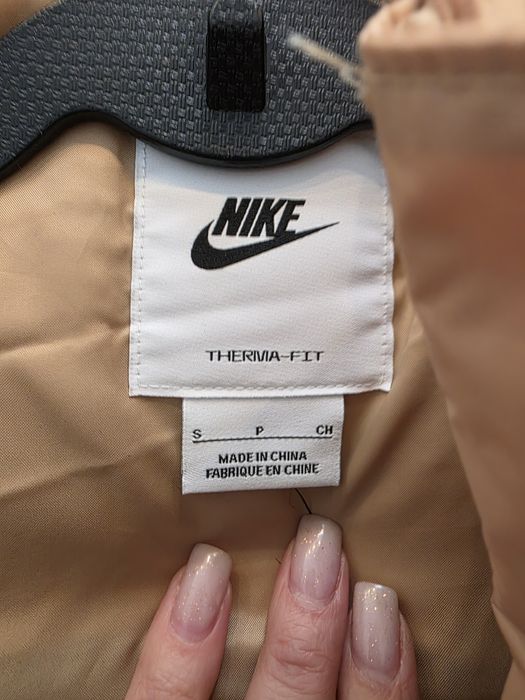 NIKE
THERMA-FIT
S P CH
MADE IN CHINA
FABRIQUE EN CHINE